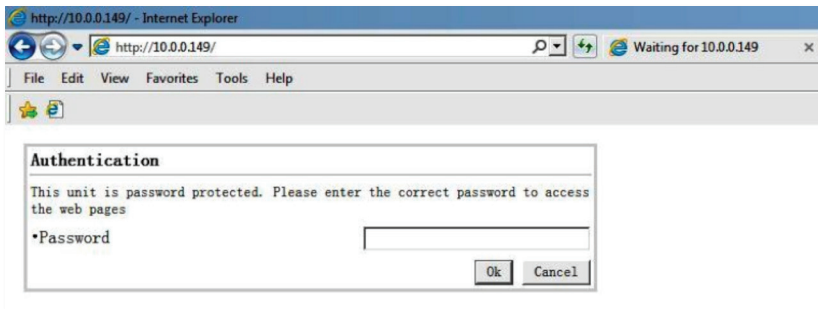 http://10.0.0.149/ - Internet Explorer
http://10.0.0.149/
Waiting for 10.0.0.149
File Edit View Favorites Tools Help
Authentication
This unit is password protected. Please enter the correct password to access
the web pages
•Password
Ok Cancel